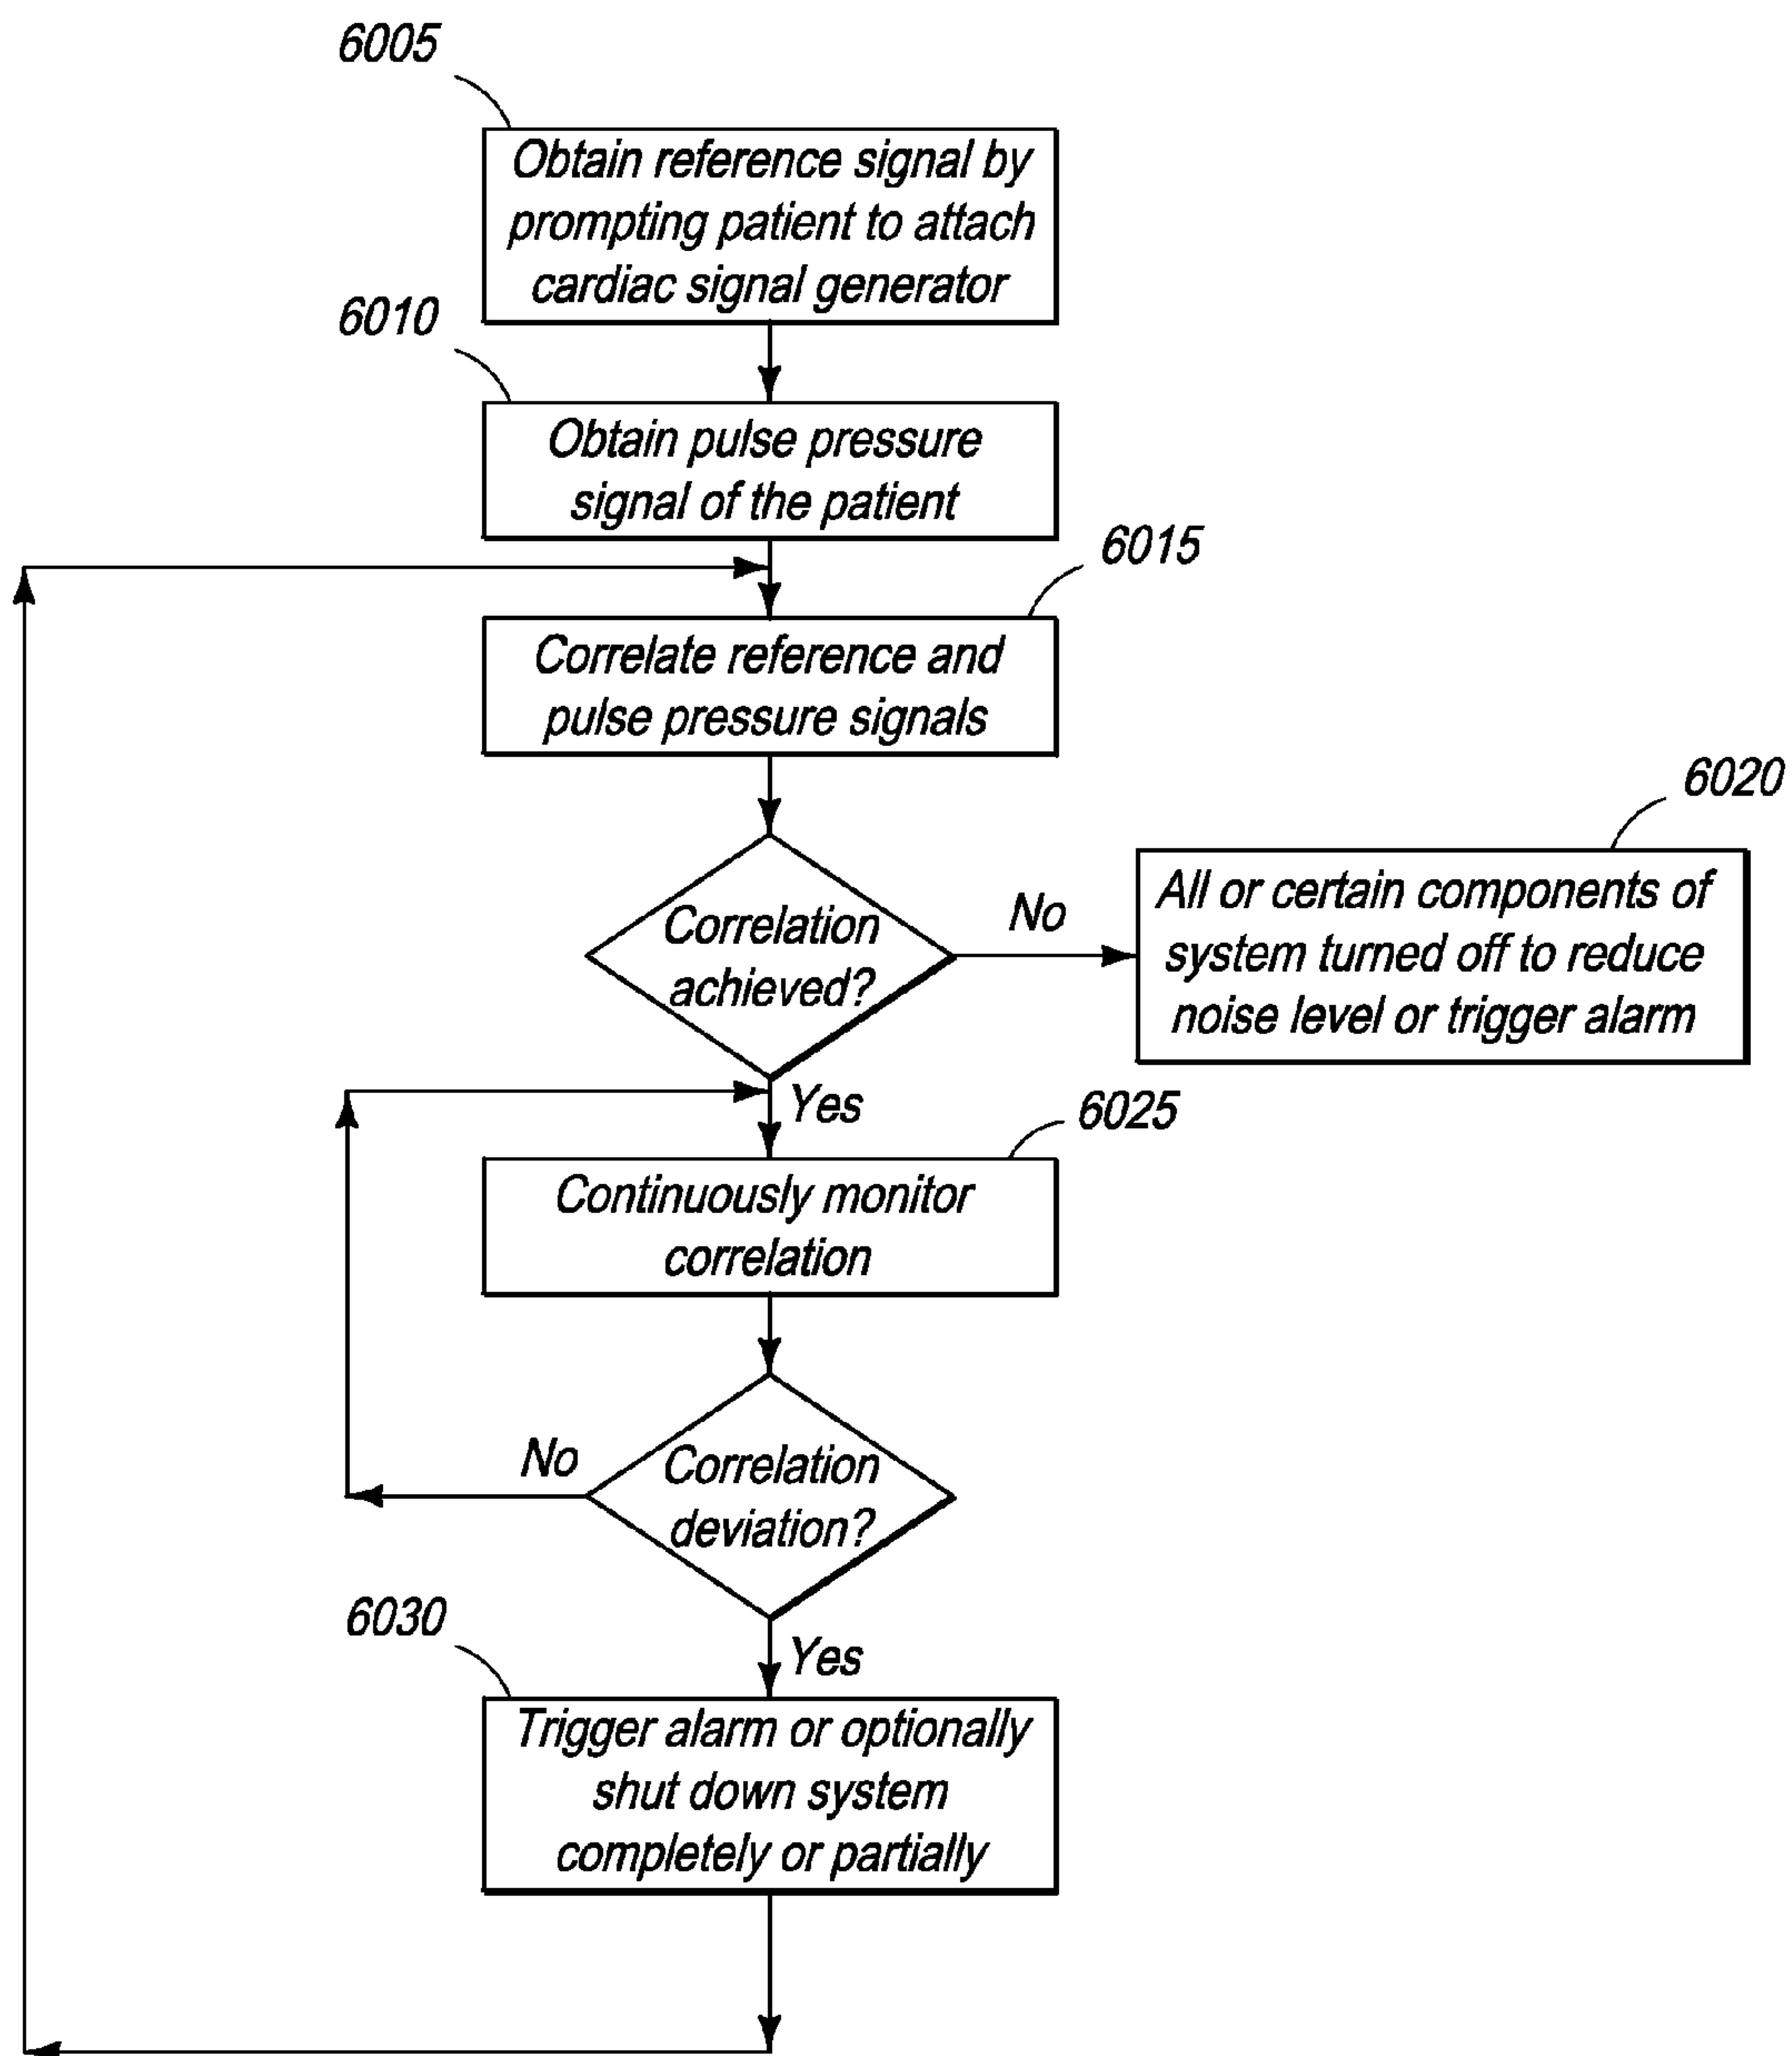 6005
Obtain reference signal by
prompting patient to attach
cardiac signal generator
6010
Obtain pulse pressure
signal of the patient
6015
Correlate reference and
pulse pressure signals
6020
Correlation
achieved?
No
All or certain components of
system turned off to reduce
noise level or trigger alarm
Yes
6025
Continuously monitor
correlation
No
Correlation
deviation?
6030
Yes
Trigger alarm or optionally
shut down system
completely or partially